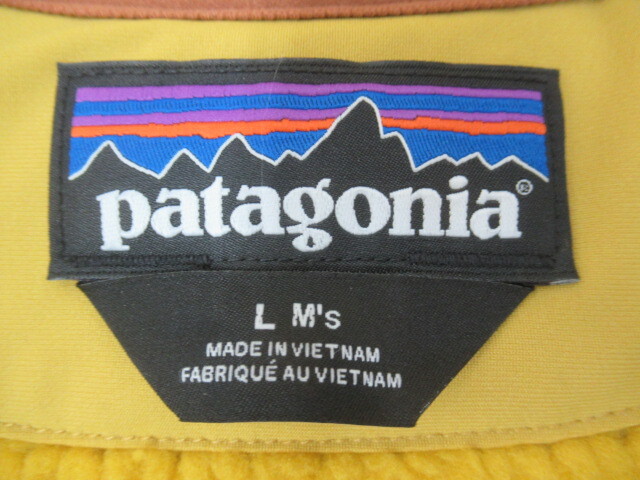 patagonia®
L M's
MADE IN VIETNAM
FABRIQUÉ AU VIETNAM